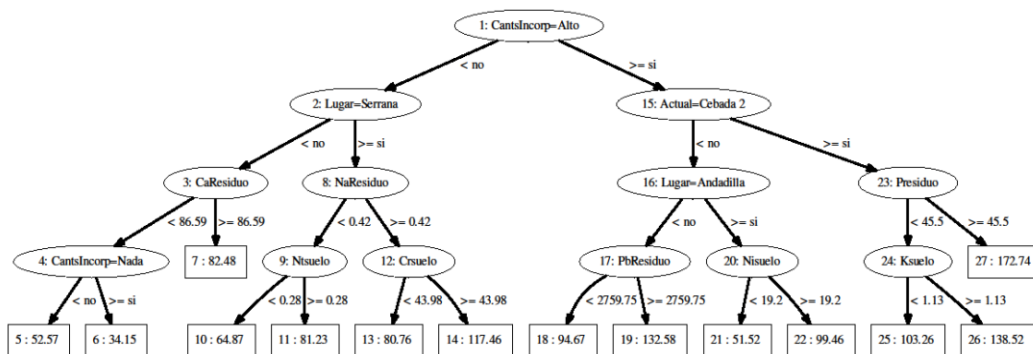 1: CantsIncorp=Alto
< no >= si
2: Lugar=Serrana 15: Actual=Cebada 2
< no >= si < no >= si
3: CaResiduo 8: NaResiduo 16: Lugar=Andadilla 23: Presiduo
< 86.59 >= 86.59 < 0.42 >= 0.42 < no >= si < 45.5 >= 45.5
4: CantsIncorp=Nada 7 : 82.48 9: Ntsuelo 12: Crsuelo 17: PbResiduo 20: Nisuelo 24: Ksuelo 27 : 172.74
< no >= si < 0.28 >= 0.28 < 43.98 >= 43.98 < 2759.75 >= 2759.75 < 19.2 >= 19.2 < 1.13 >= 1.13
5 : 52.57 6 : 34.15 10 : 64.87 11 : 81.23 13 : 80.76 14 : 117.46 18 : 94.67 19 : 132.58 21 : 51.52 22 : 99.46 25 : 103.26 26 : 138.52